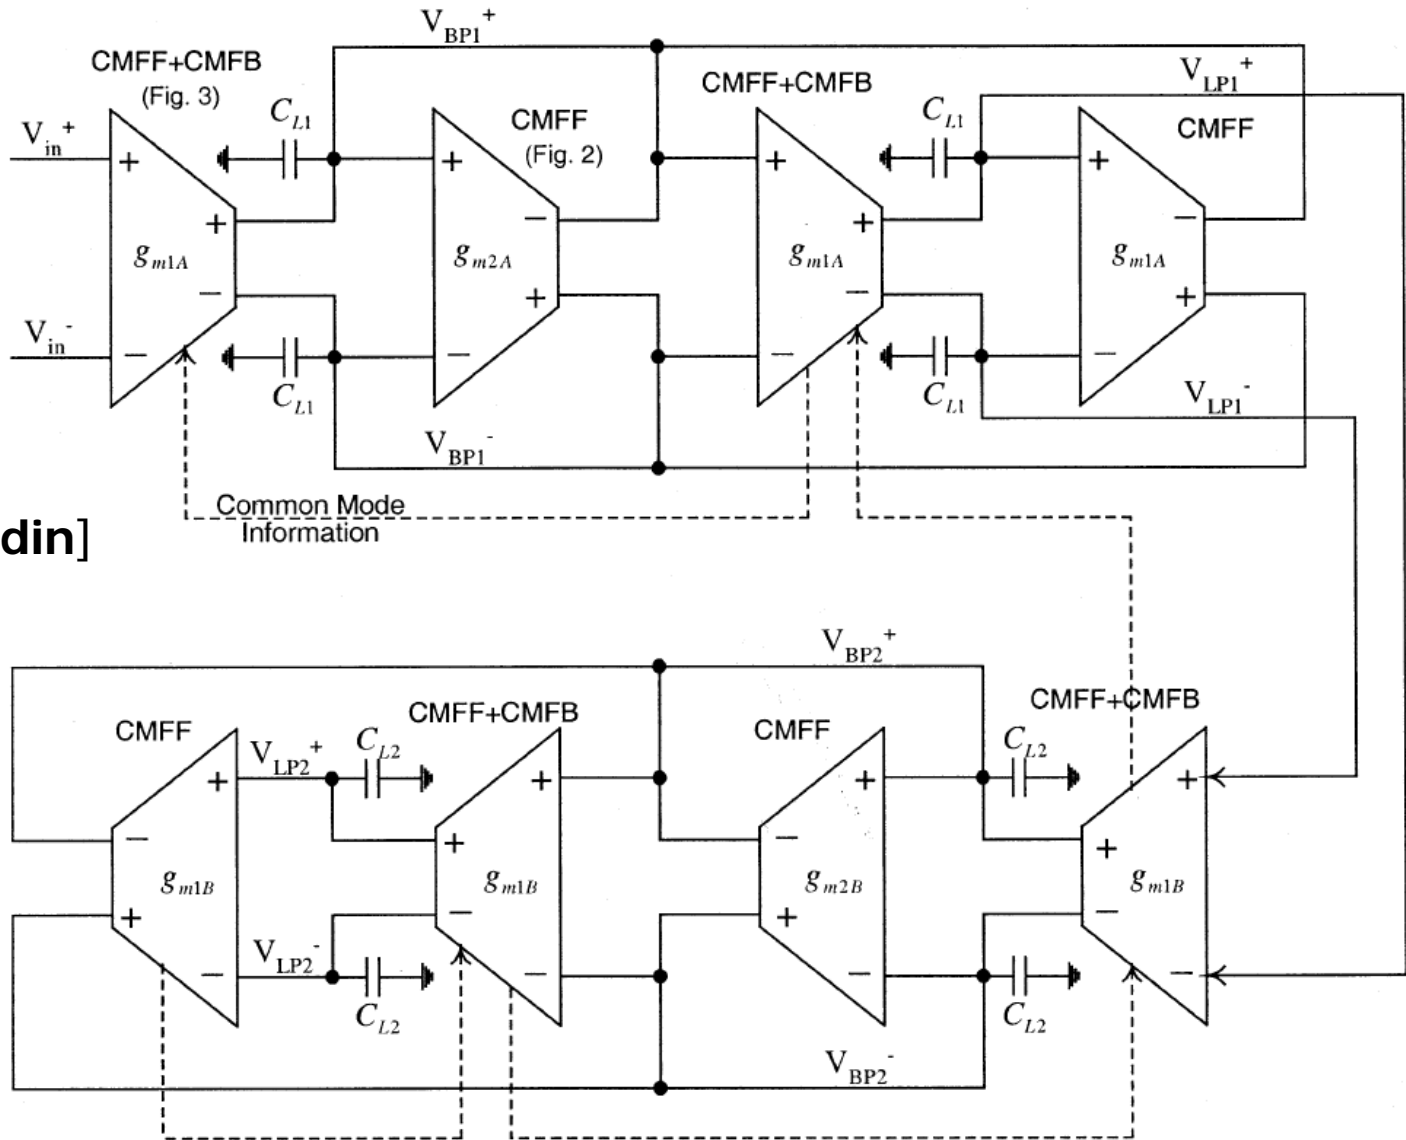 V_BP1^+
CMFF+CMFB
(Fig. 3)
CMFF+CMFB
V_LP1^+
C_L1
CMFF
(Fig. 2)
C_L1
CMFF
V_in^+
+
+
+
+
+
−
+
−
g_m1A
g_m2A
g_m1A
g_m1A
−
+
−
+
V_in^-
−
−
−
−
C_L1
C_L1
V_LP1^-
V_BP1^-
Common Mode
Information
din]
V_BP2^+
CMFF
CMFF+CMFB
CMFF
CMFF+CMFB
V_LP2^+
C_L2
C_L2
+
+
+
+
−
+
−
+
g_m1B
g_m1B
g_m2B
g_m1B
+
−
+
−
V_LP2^-
−
−
−
−
C_L2
C_L2
V_BP2^-